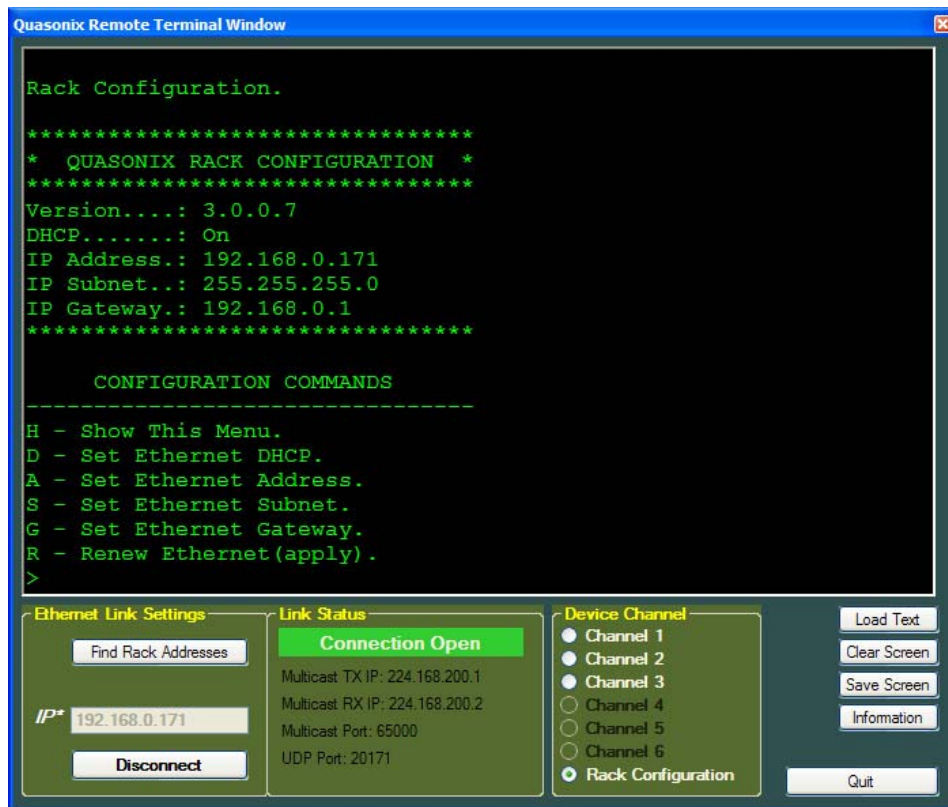 Quasonix Remote Terminal Window
Rack Configuration.
*********************************
*  QUASONIX RACK CONFIGURATION  *
*********************************
Version....: 3.0.0.7
DHCP.......: On
IP Address.: 192.168.0.171
IP Subnet..: 255.255.255.0
IP Gateway.: 192.168.0.1
*********************************
CONFIGURATION COMMANDS
---------------------------------
H - Show This Menu.
D - Set Ethernet DHCP.
A - Set Ethernet Address.
S - Set Ethernet Subnet.
G - Set Ethernet Gateway.
R - Renew Ethernet(apply).
>
Ethernet Link Settings
Find Rack Addresses
IP* 192.168.0.171
Disconnect
Link Status
Connection Open
Multicast TX IP: 224.168.200.1
Multicast RX IP: 224.168.200.2
Multicast Port: 65000
UDP Port: 20171
Device Channel
Channel 1
Channel 2
Channel 3
Channel 4
Channel 5
Channel 6
Rack Configuration
Load Text
Clear Screen
Save Screen
Information
Quit